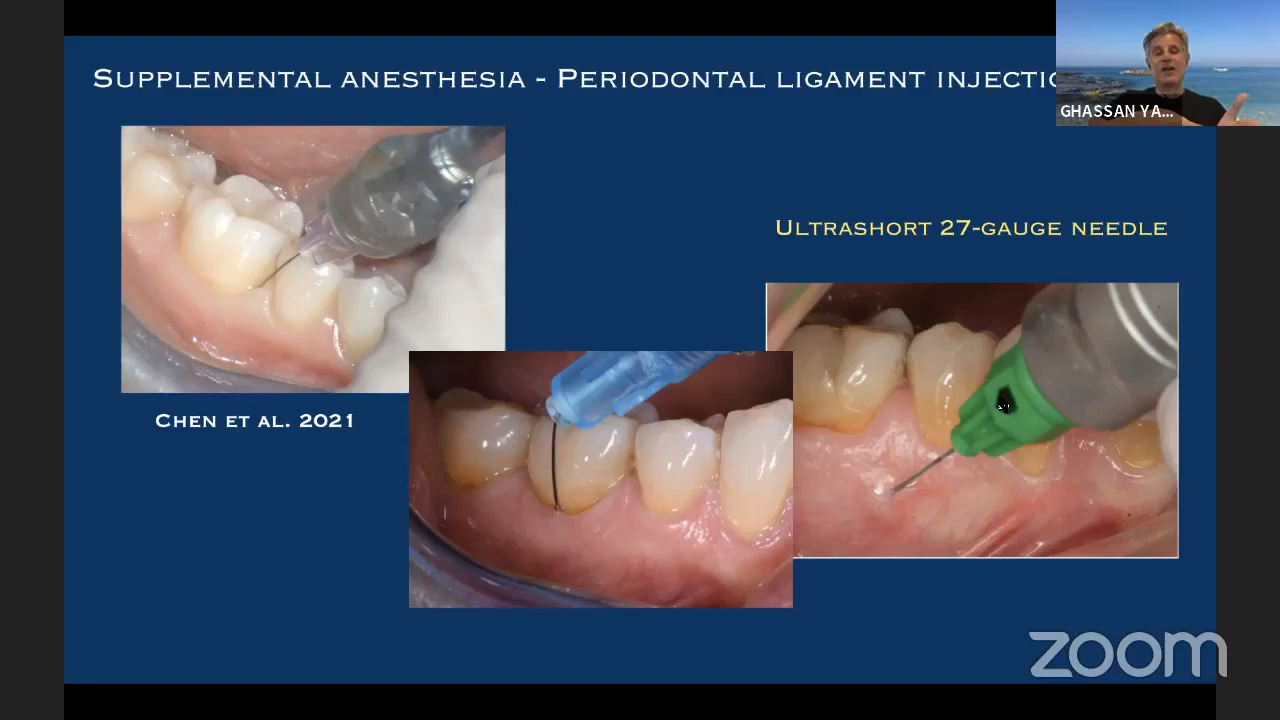 SUPPLEMENTAL ANESTHESIA - PERIODONTAL LIGAMENT INJECTIO
GHASSAN YA...
ULTRASHORT 27-GAUGE NEEDLE
CHEN ET AL. 2021
zoom